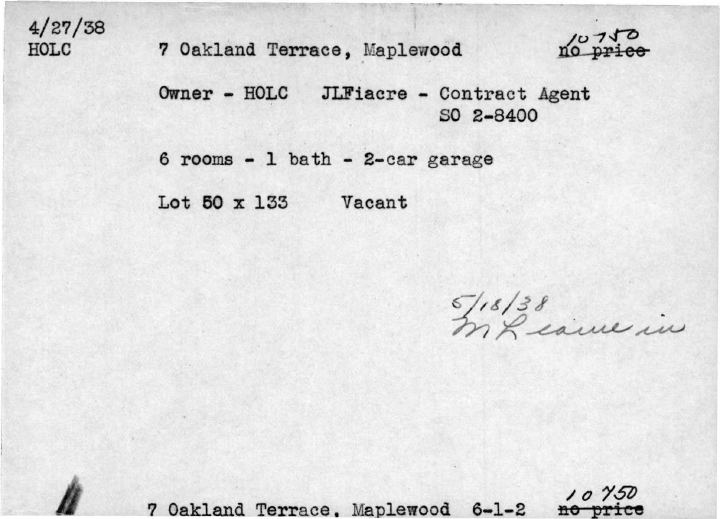 4/27/38
10750
HOLC 7 Oakland Terrace, Maplewood no price
Owner - HOLC JLFiacre - Contract Agent
SO 2-8400
6 rooms - 1 bath - 2-car garage
Lot 50 x 133 Vacant
5/18/38
M L came in
10750
7 Oakland Terrace, Maplewood 6-1-2 no price